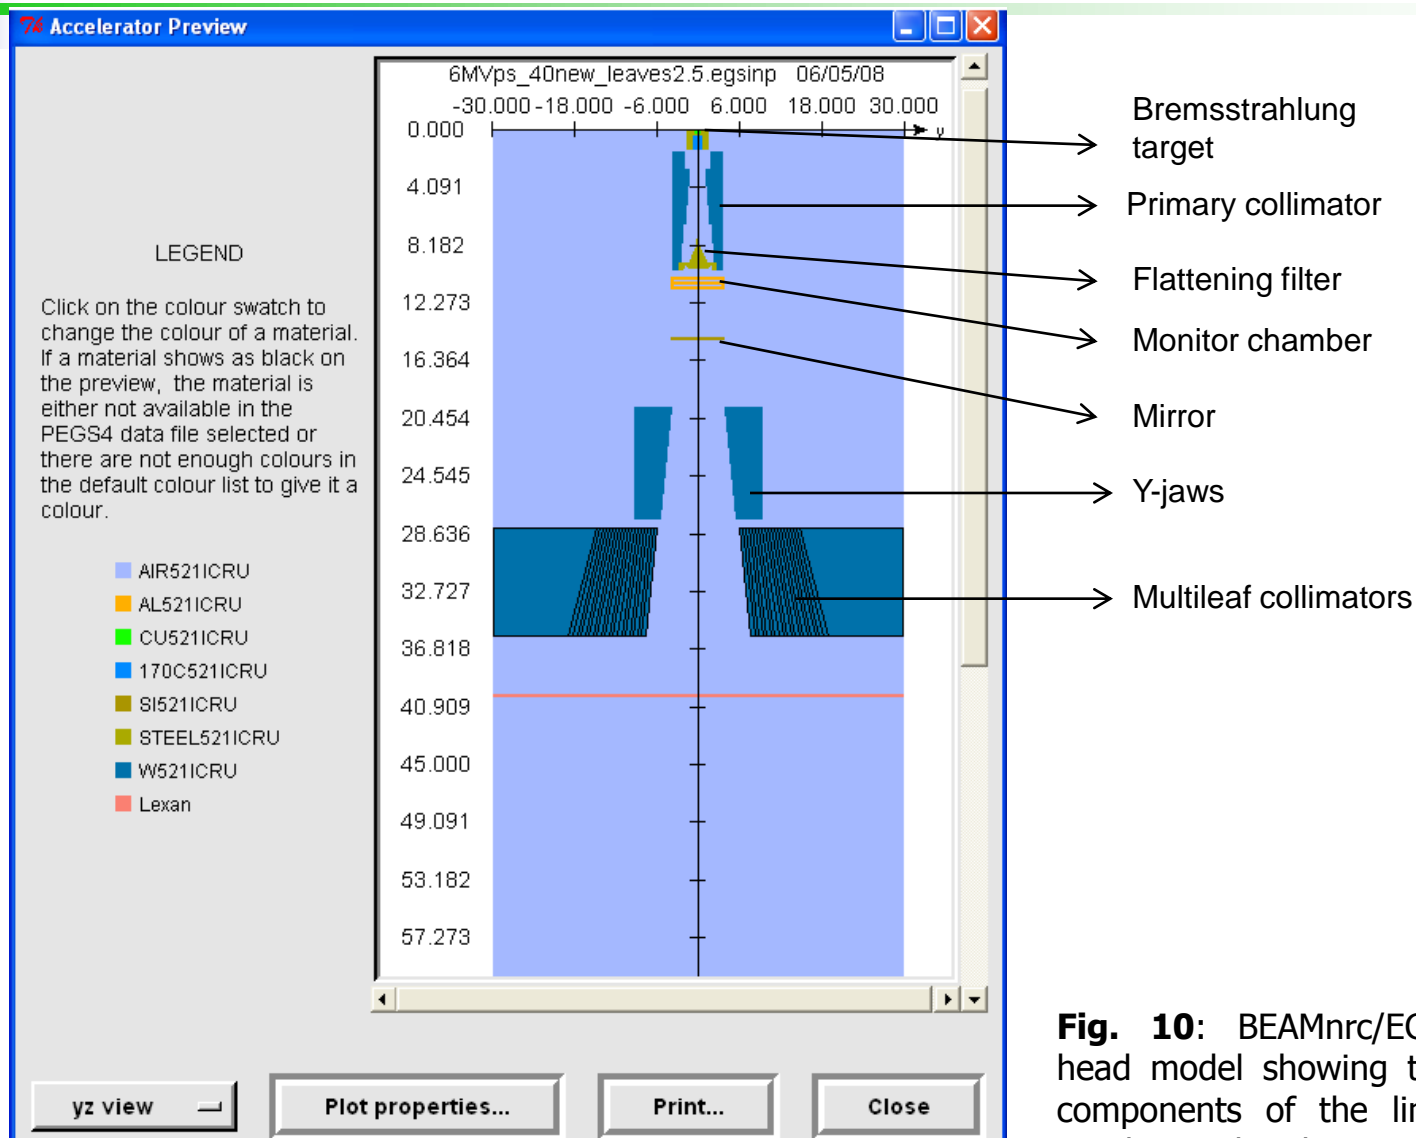 Accelerator Preview
6MVps_40new_leaves2.5.egsinp 06/05/08
-30.000 -18.000 -6.000 6.000 18.000 30.000
y
0.000
4.091
8.182
12.273
16.364
20.454
24.545
28.636
32.727
36.818
40.909
45.000
49.091
53.182
57.273
LEGEND
Click on the colour swatch to
change the colour of a material.
If a material shows as black on
the preview, the material is
either not available in the
PEGS4 data file selected or
there are not enough colours in
the default colour list to give it a
colour.
AIR521ICRU
AL521ICRU
CU521ICRU
170C521ICRU
SI521ICRU
STEEL521ICRU
W521ICRU
Lexan
Bremsstrahlung
target
Primary collimator
Flattening filter
Monitor chamber
Mirror
Y-jaws
Multileaf collimators
yz view
Plot properties...
Print...
Close
Fig. 10: BEAMnrc/EG
head model showing t
components of the li